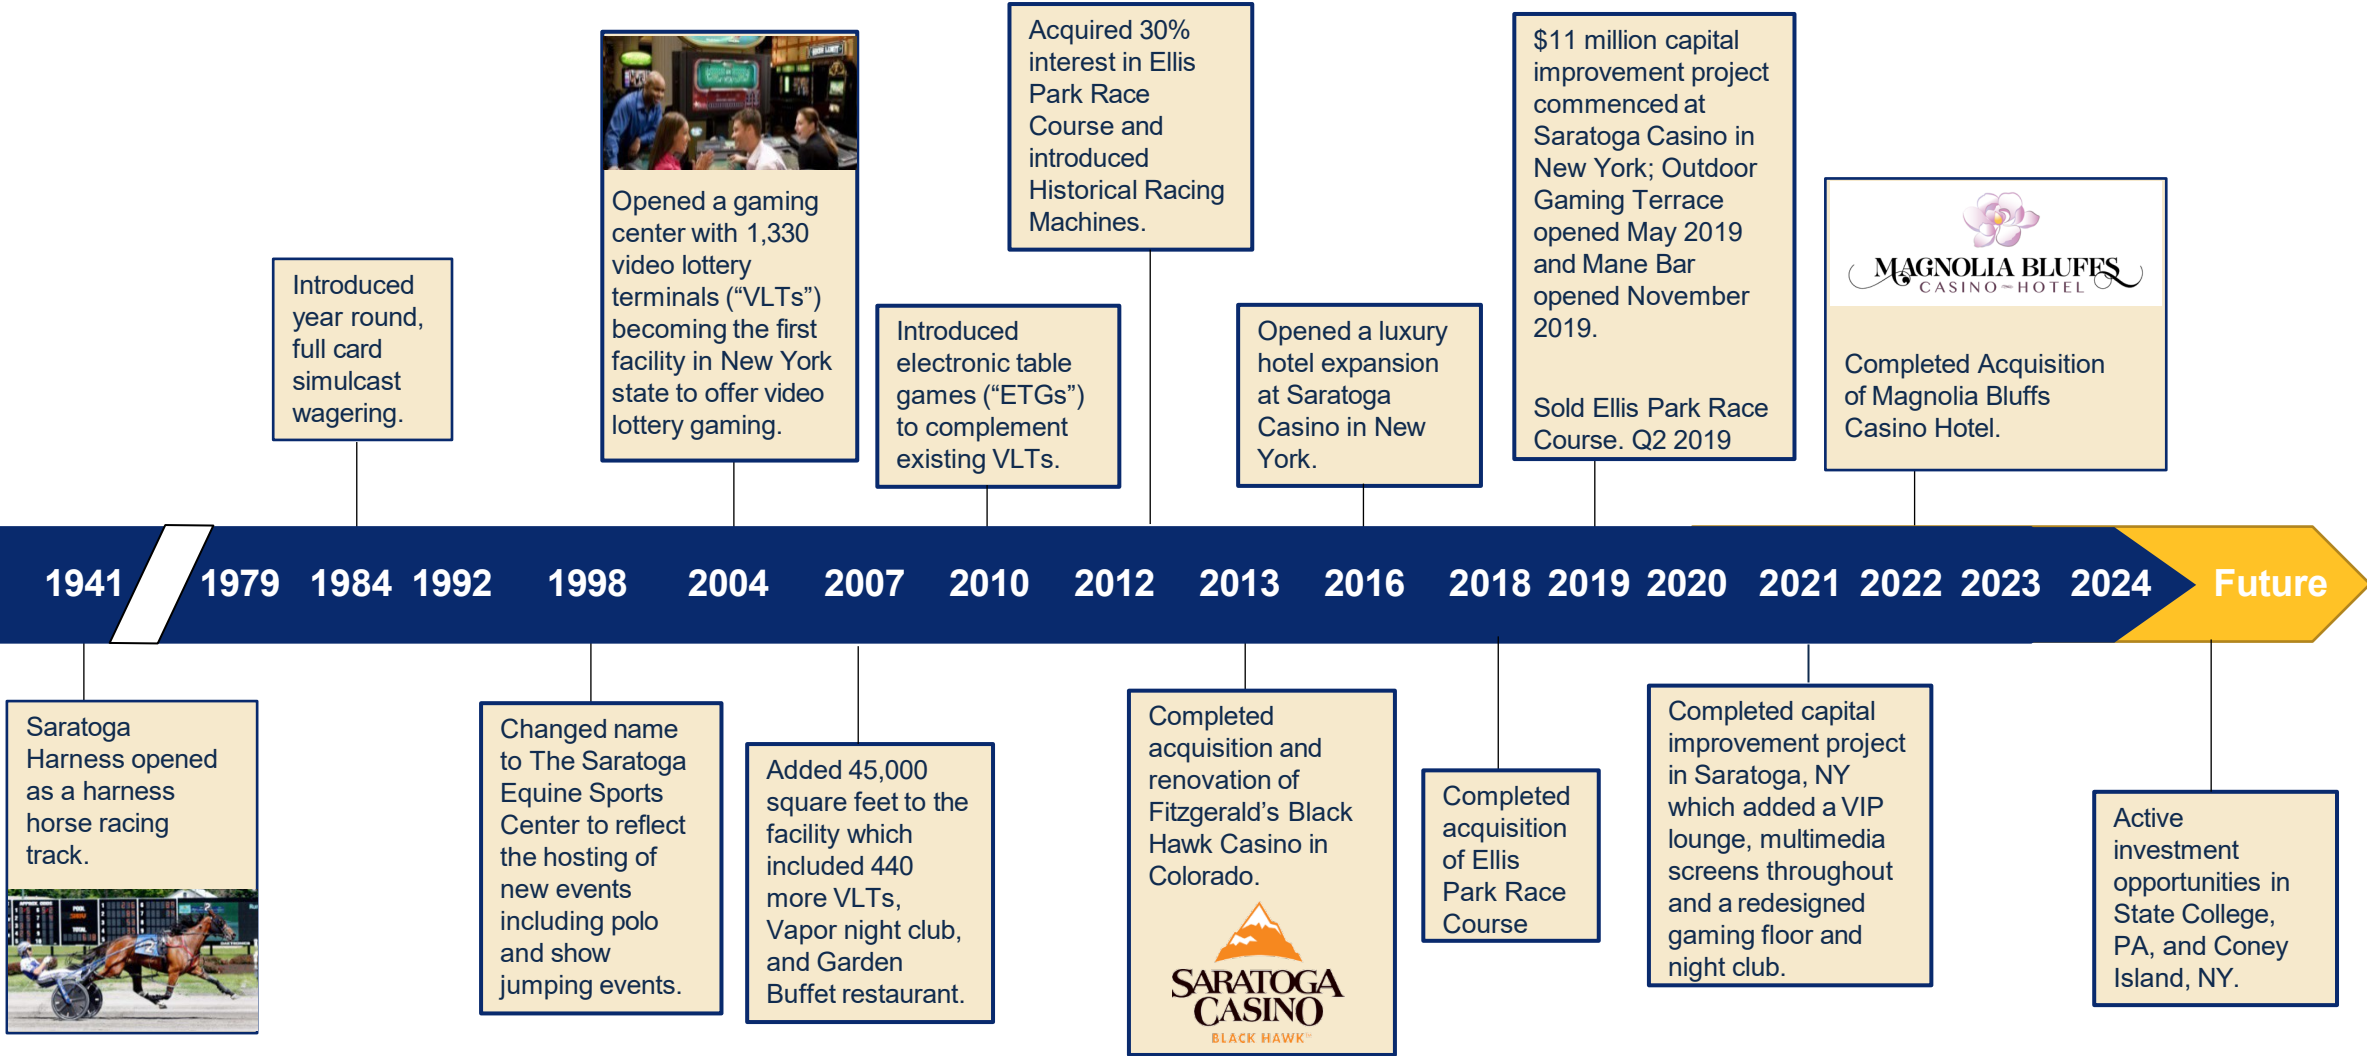 Acquired 30%
interest in Ellis
Park Race
Course and
introduced
Historical Racing
Machines.
$11 million capital
improvement project
commenced at
Saratoga Casino in
New York; Outdoor
Gaming Terrace
opened May 2019
and Mane Bar
opened November
2019.
Sold Ellis Park Race
Course. Q2 2019
Opened a gaming
center with 1,330
video lottery
terminals (“VLTs”)
becoming the first
facility in New York
state to offer video
lottery gaming.
MAGNOLIA BLUFFS
CASINO~HOTEL
Completed Acquisition
of Magnolia Bluffs
Casino Hotel.
Introduced
year round,
full card
simulcast
wagering.
Introduced
electronic table
games (“ETGs”)
to complement
existing VLTs.
Opened a luxury
hotel expansion
at Saratoga
Casino in New
York.
1941 1979 1984 1992 1998 2004 2007 2010 2012 2013 2016 2018 2019 2020 2021 2022 2023 2024 Future
Saratoga
Harness opened
as a harness
horse racing
track.
Changed name
to The Saratoga
Equine Sports
Center to reflect
the hosting of
new events
including polo
and show
jumping events.
Added 45,000
square feet to the
facility which
included 440
more VLTs,
Vapor night club,
and Garden
Buffet restaurant.
Completed
acquisition and
renovation of
Fitzgerald’s Black
Hawk Casino in
Colorado.
SARATOGA
CASINO
BLACK HAWK
Completed
acquisition
of Ellis
Park Race
Course
Completed capital
improvement project
in Saratoga, NY
which added a VIP
lounge, multimedia
screens throughout
and a redesigned
gaming floor and
night club.
Active
investment
opportunities in
State College,
PA, and Coney
Island, NY.